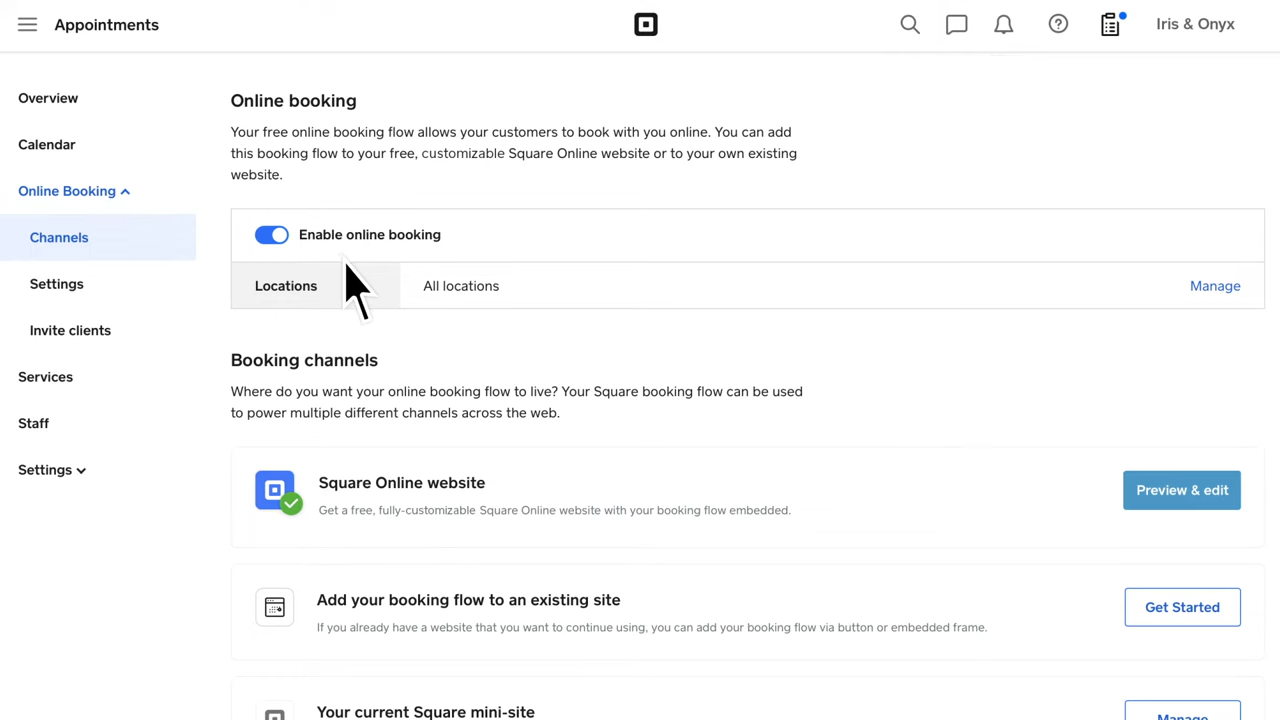 Appointments
Iris & Onyx
Overview
Calendar
Online Booking
Channels
Settings
Invite clients
Services
Staff
Settings
Online booking
Your free online booking flow allows your customers to book with you online. You can add
this booking flow to your free, customizable Square Online website or to your own existing
website.
Enable online booking
Locations
All locations
Manage
Booking channels
Where do you want your online booking flow to live? Your Square booking flow can be used
to power multiple different channels across the web.
Square Online website
Get a free, fully-customizable Square Online website with your booking flow embedded.
Preview & edit
Add your booking flow to an existing site
If you already have a website that you want to continue using, you can add your booking flow via button or embedded frame.
Get Started
Your current Square mini-site
Manage